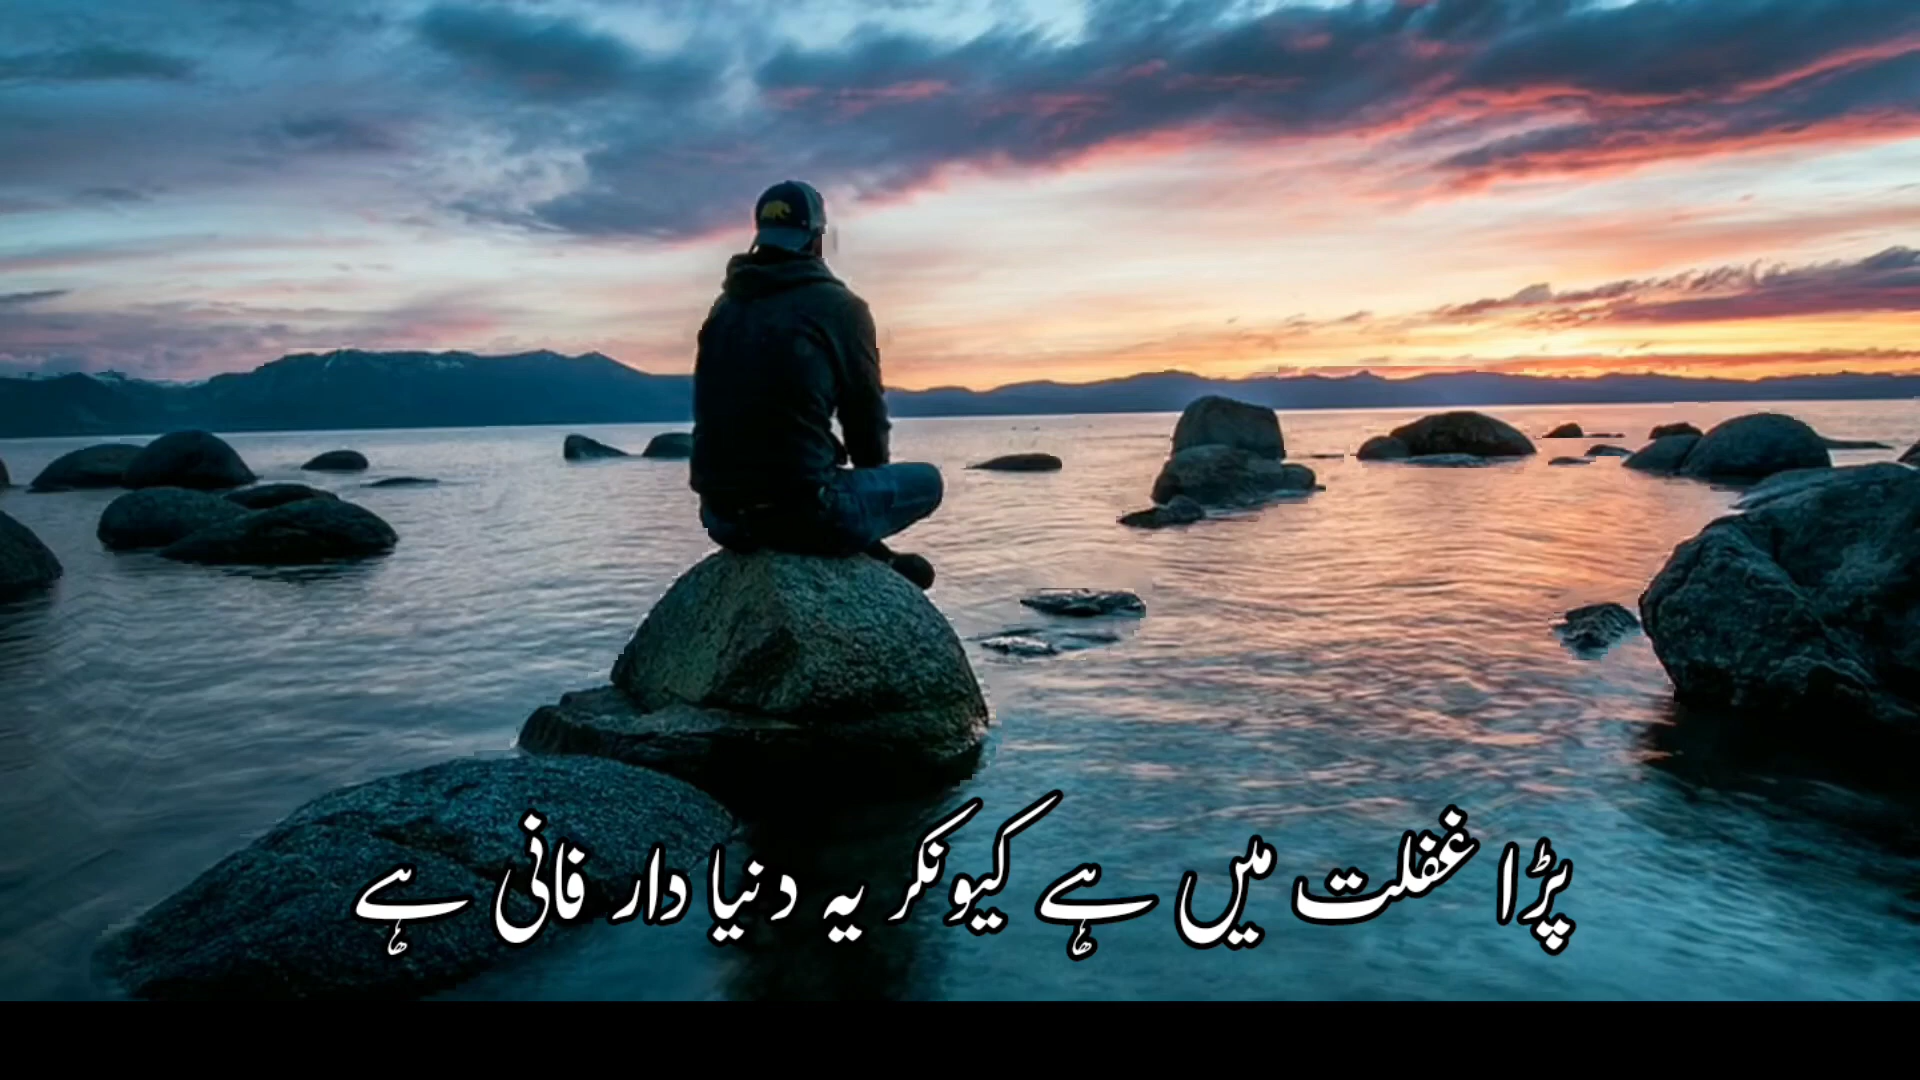 پڑا غفلت میں ہے کیونکر یہ دنیا دار فانی ہے